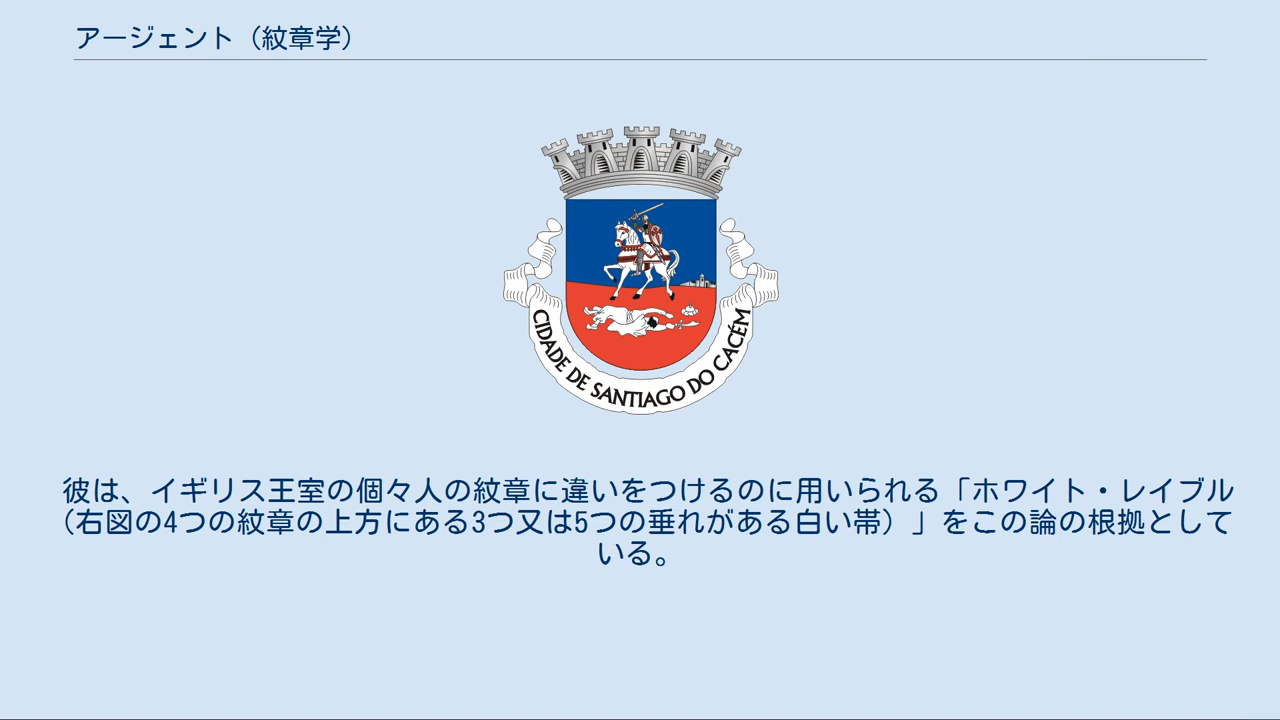 アージェント（紋章学）
CIDADE DE SANTIAGO DO CACÉM
彼は、イギリス王室の個々人の紋章に違いをつけるのに用いられる「ホワイト・レイブル
（右図の4つの紋章の上方にある3つ又は5つの垂れがある白い帯）」をこの論の根拠として
いる。